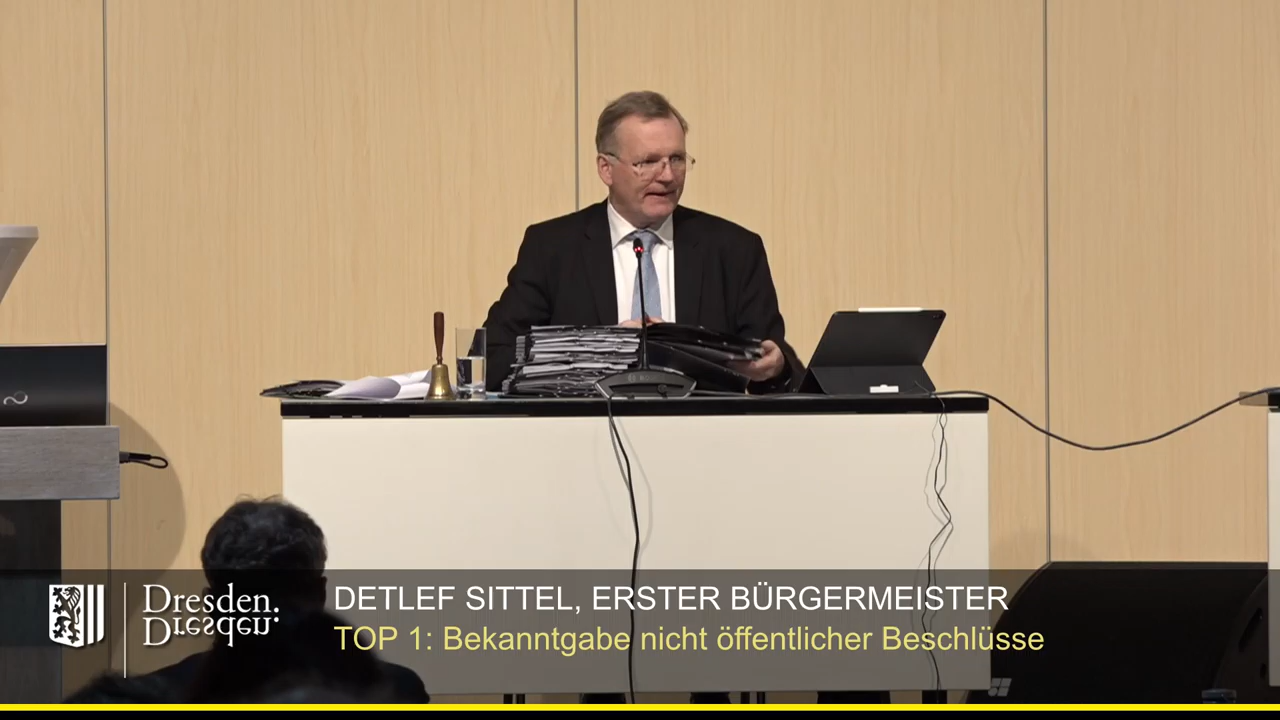 Dresden.
Dresden.
DETLEF SITTEL, ERSTER BÜRGERMEISTER
TOP 1: Bekanntgabe nicht öffentlicher Beschlüsse